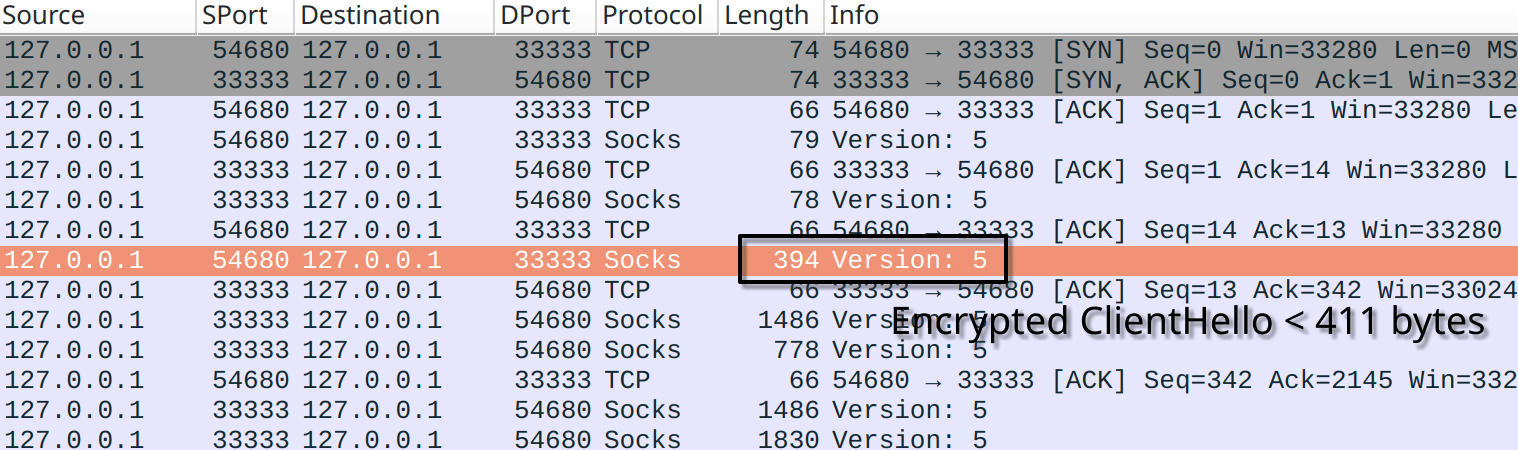 Source SPort Destination DPort Protocol Length Info
127.0.0.1 54680 127.0.0.1 33333 TCP 74 54680 → 33333 [SYN] Seq=0 Win=33280 Len=0 MS
127.0.0.1 33333 127.0.0.1 54680 TCP 74 33333 → 54680 [SYN, ACK] Seq=0 Ack=1 Win=332
127.0.0.1 54680 127.0.0.1 33333 TCP 66 54680 → 33333 [ACK] Seq=1 Ack=1 Win=33280 Le
127.0.0.1 54680 127.0.0.1 33333 Socks 79 Version: 5
127.0.0.1 33333 127.0.0.1 54680 TCP 66 33333 → 54680 [ACK] Seq=1 Ack=14 Win=33280 L
127.0.0.1 33333 127.0.0.1 54680 Socks 78 Version: 5
127.0.0.1 54680 127.0.0.1 33333 TCP 66 54680 → 33333 [ACK] Seq=14 Ack=13 Win=33280
127.0.0.1 54680 127.0.0.1 33333 Socks 394 Version: 5
127.0.0.1 33333 127.0.0.1 54680 TCP 66 33333 → 54680 [ACK] Seq=13 Ack=342 Win=33024
127.0.0.1 33333 127.0.0.1 54680 Socks 1486 Version: 5
Encrypted ClientHello < 411 bytes
127.0.0.1 33333 127.0.0.1 54680 Socks 778 Version: 5
127.0.0.1 54680 127.0.0.1 33333 TCP 66 54680 → 33333 [ACK] Seq=342 Ack=2145 Win=332
127.0.0.1 33333 127.0.0.1 54680 Socks 1486 Version: 5
127.0.0.1 33333 127.0.0.1 54680 Socks 1830 Version: 5